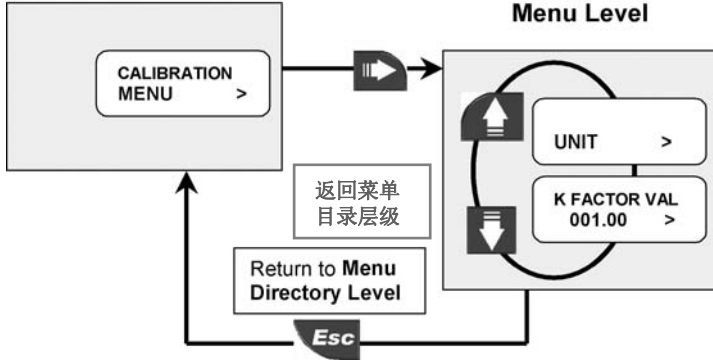 Menu Level
CALIBRATION
MENU >
UNIT >
K FACTOR VAL
001.00 >
返回菜单
目录层级
Return to Menu
Directory Level
Esc